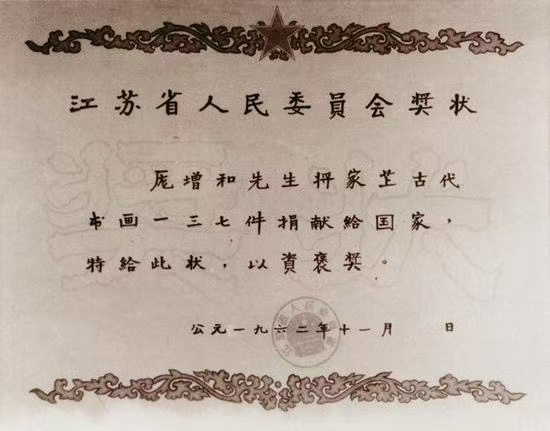 江苏省人民委員会奖状
厐增和先生将家芷古代
书画一三七件捐献給国家，
特給此状，以資褒奖。
公元一九六二年十一月 日